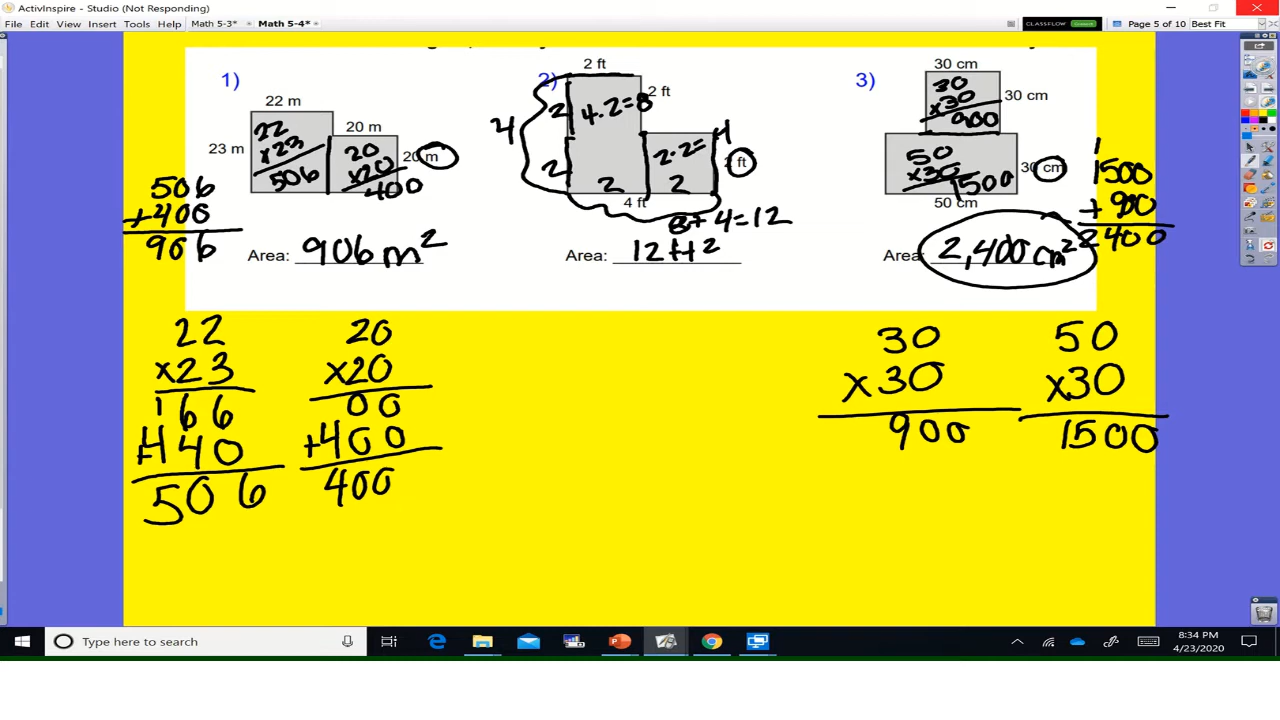 ActivInspire - Studio (Not Responding)
File Edit View Insert Tools Help Math 5-3* Math 5-4* CLASSFLOW Page 5 of 10 Best Fit
1)
22 m
20 m
23 m
20 m
22
x23
506
20
x20
400
506
+400
906
Area: 906 m²
2)
2 ft
2 ft
4·2=8
2
4
2
2·2=
4
2 ft
2
2
4 ft
8+4=12
Area: 12 ft²
3)
30 cm
30 cm
30
x30
900
50
x30
1500
30 cm
50 cm
1
1500
+900
2400
Area: 2,400 cm²
22
x23
166
+440
506
20
x20
00
+400
400
30
x30
900
50
x30
1500
Type here to search
8:34 PM
4/23/2020